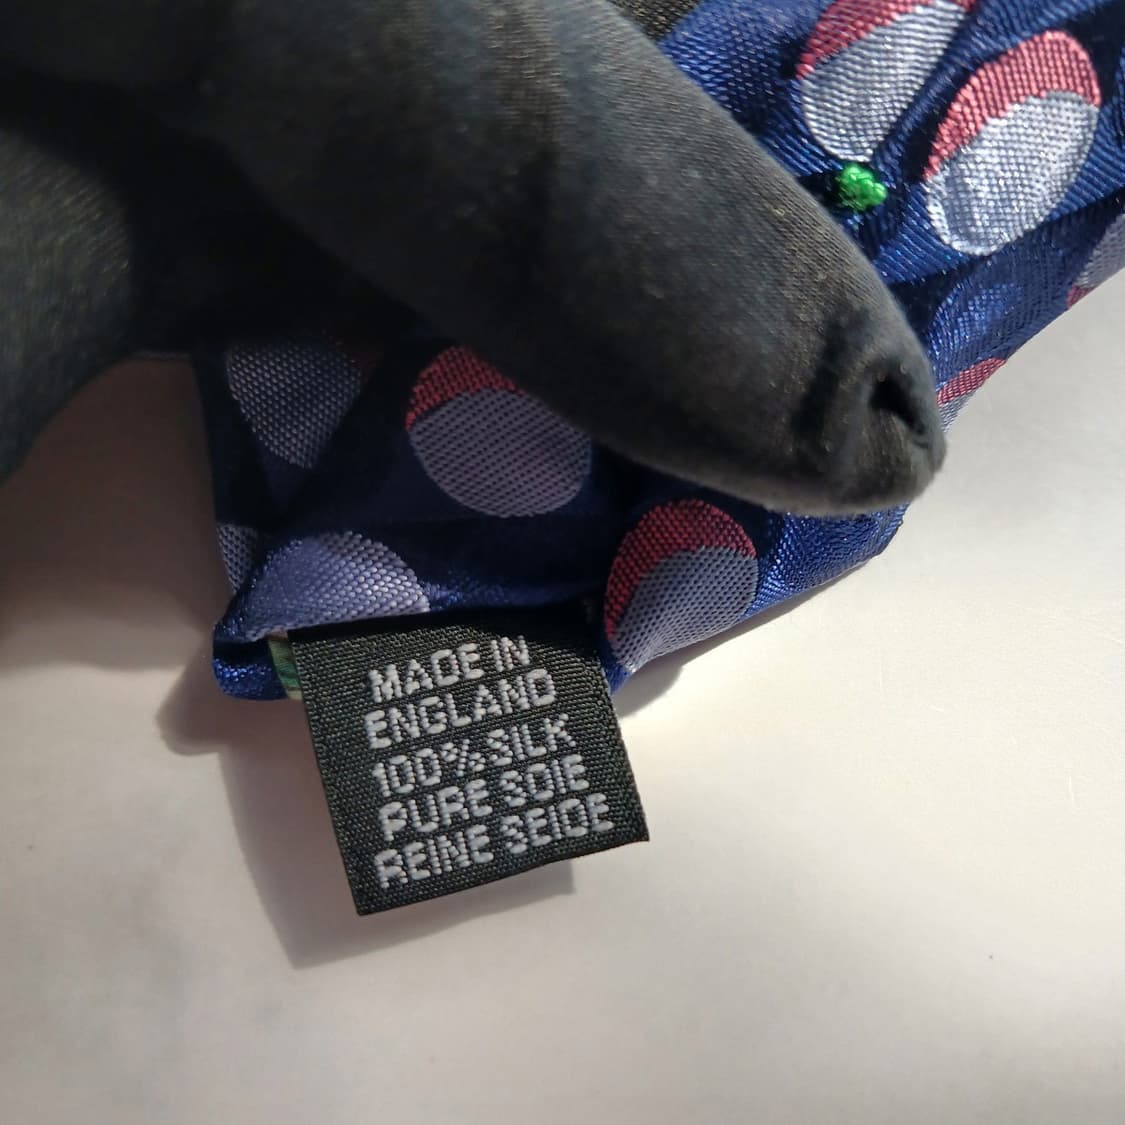 MADE IN
ENGLAND
100% SILK
PURE SOIE
REINE SEIDE